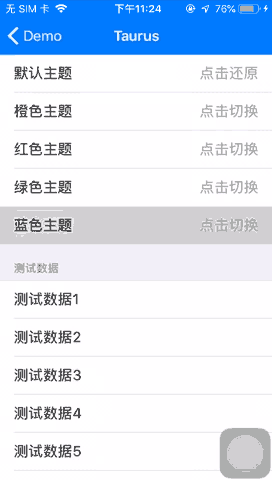 无 SIM 卡 下午11:24 76%
Demo Taurus
默认主题 点击还原
橙色主题 点击切换
红色主题 点击切换
绿色主题 点击切换
蓝色主题 点击切换
测试数据
测试数据1
测试数据2
测试数据3
测试数据4
测试数据5